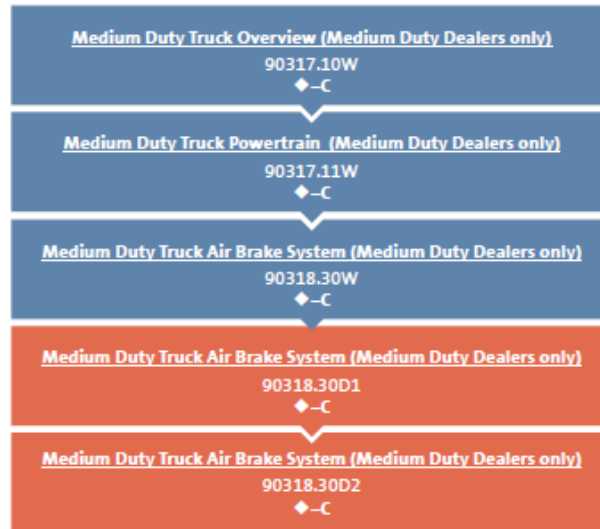 Medium Duty Truck Overview (Medium Duty Dealers only)
90317.10W
◆–C
Medium Duty Truck Powertrain (Medium Duty Dealers only)
90317.11W
◆–C
Medium Duty Truck Air Brake System (Medium Duty Dealers only)
90318.30W
◆–C
Medium Duty Truck Air Brake System (Medium Duty Dealers only)
90318.30D1
◆–C
Medium Duty Truck Air Brake System (Medium Duty Dealers only)
90318.30D2
◆–C